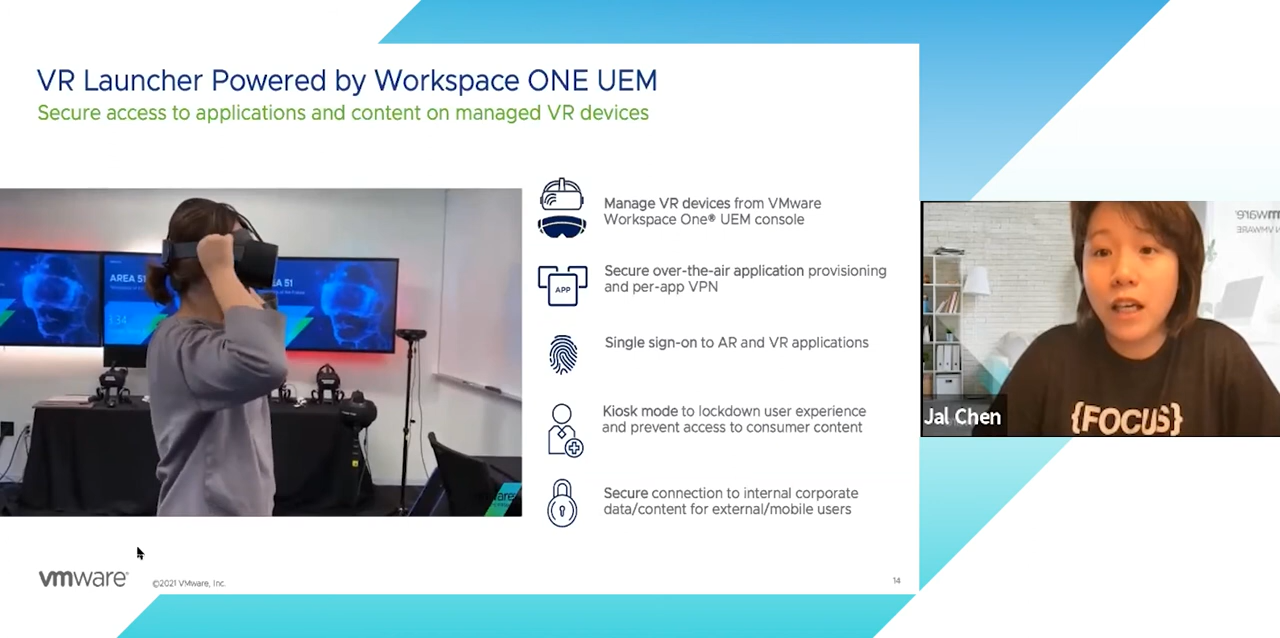 VR Launcher Powered by Workspace ONE UEM
Secure access to applications and content on managed VR devices
AREA 51
AREA 51
1:34
Manage VR devices from VMware
Workspace One® UEM console
APP
Secure over-the-air application provisioning
and per-app VPN
Single sign-on to AR and VR applications
Kiosk mode to lockdown user experience
and prevent access to consumer content
Secure connection to internal corporate
data/content for external/mobile users
vmware®
©2021 VMware, Inc.
14
vmware
VMWARE
{FOCUS}
Jal Chen